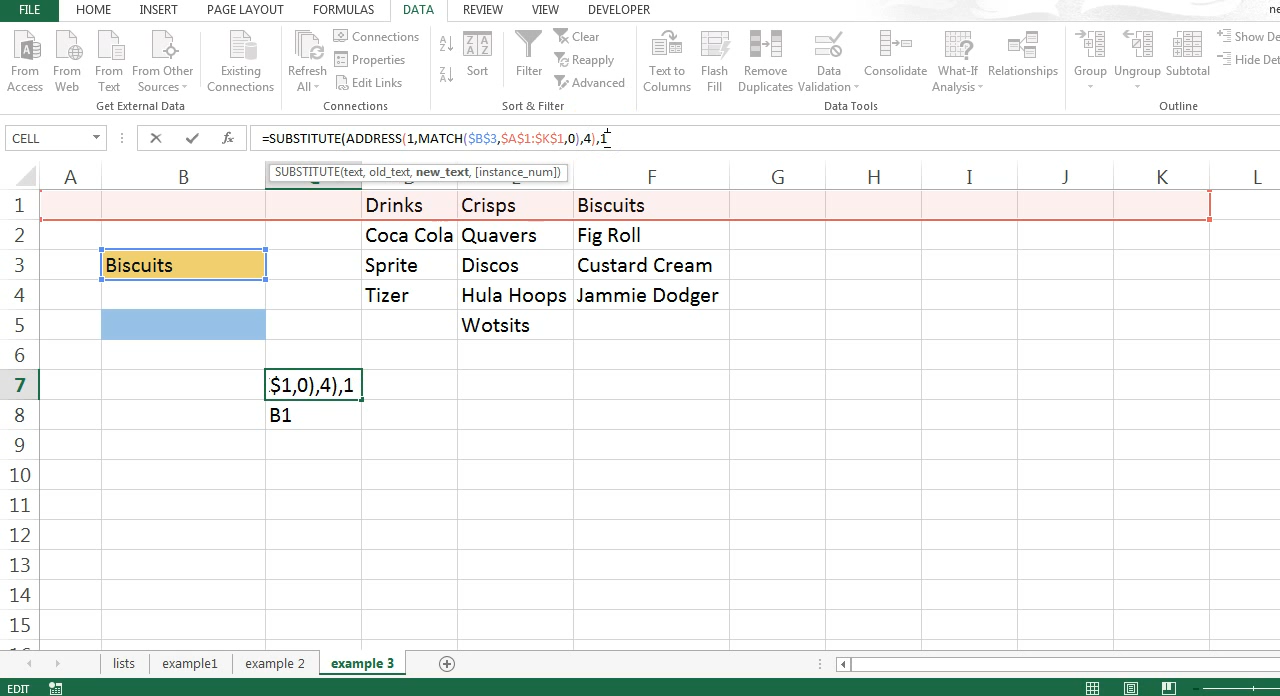 FILE HOME INSERT PAGE LAYOUT FORMULAS DATA REVIEW VIEW DEVELOPER ne
From Access
From Web
From Text
From Other Sources
Existing Connections
Get External Data
Refresh All
Connections
Properties
Edit Links
Connections
Sort
Filter
Clear
Reapply
Advanced
Sort & Filter
Text to Columns
Flash Fill
Remove Duplicates
Data Validation
Consolidate
What-If Analysis
Relationships
Data Tools
Group
Ungroup
Subtotal
Show De
Hide Det
Outline
CELL fx =SUBSTITUTE(ADDRESS(1,MATCH($B$3,$A$1:$K$1,0),4),1
SUBSTITUTE(text, old_text, new_text, [instance_num])
A B F G H I J K L
1 Drinks Crisps Biscuits
2 Coca Cola Quavers Fig Roll
3 Biscuits Sprite Discos Custard Cream
4 Tizer Hula Hoops Jammie Dodger
5 Wotsits
6
7 $1,0),4),1
8 B1
9
10
11
12
13
14
15
lists example1 example 2 example 3
EDIT